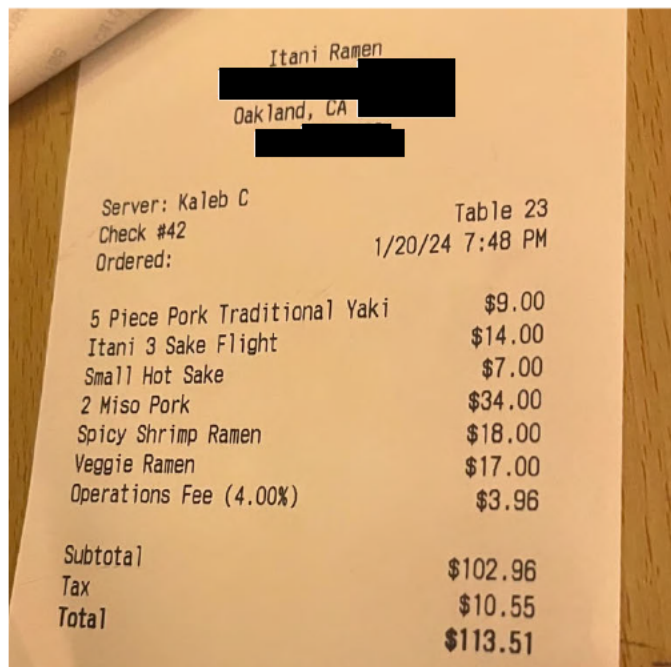 Itani Ramen
Oakland, CA
Server: Kaleb C
Check #42 Table 23
Ordered: 1/20/24 7:48 PM
5 Piece Pork Traditional Yaki $9.00
Itani 3 Sake Flight $14.00
Small Hot Sake $7.00
2 Miso Pork $34.00
Spicy Shrimp Ramen $18.00
Veggie Ramen $17.00
Operations Fee (4.00%) $3.96
Subtotal $102.96
Tax $10.55
Total $113.51